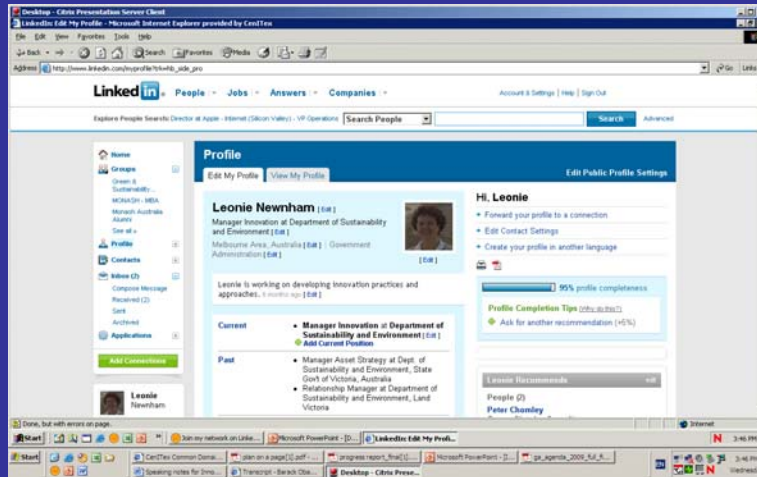 Desktop - Citrix Presentation Server Client
LinkedIn: Edit My Profile - Microsoft Internet Explorer provided by CenITex
File Edit View Favorites Tools Help
Back Search Favorites Media
Address http://www.linkedin.com/myprofile?trk=hb_side_pro Go Links
Linked in People Jobs Answers Companies Account & Settings | Help | Sign Out
Explore People Search: Director at Apple - Internet (Silicon Valley) - VP Operations Search People Search Advanced
Home
Groups
Green & Sustainability ...
MONASH - MBA
Monash Australia Alumni
See all »
Profile
Contacts
Inbox (2)
Compose Message
Received (2)
Sent
Archived
Applications
Add Connections
Leonie
Newnham
Profile
Edit My Profile View My Profile Edit Public Profile Settings
Leonie Newnham [Edit]
Manager Innovation at Department of Sustainability
and Environment [Edit]
Melbourne Area, Australia [Edit] | Government
Administration [Edit]
[Edit]
Leonie is working on developing innovation practices and
approaches. 6 months ago [Edit]
Current
• Manager Innovation at Department of
Sustainability and Environment [Edit]
Add Current Position
Past
• Manager Asset Strategy at Dept. of
Sustainability and Environment, State
Gov't of Victoria, Australia
• Relationship Manager at Department of
Sustainability and Environment, Land
Victoria
Hi, Leonie
Forward your profile to a connection
Edit Contact Settings
Create your profile in another language
95% profile completeness
Profile Completion Tips (Why do this?)
Ask for another recommendation (+5%)
Leonie Recommends edit
People (2)
Peter Chomley
Done, but with errors on page. Internet
Start Join my network on Linke... Microsoft PowerPoint - [D... LinkedIn: Edit My Profi... N 3:46 PM
Start CenITex Common Doma... plan on a page[1].pdf - ... progress report_final[1].... Microsoft PowerPoint - [I... ga_agenda_2009_full_fi... EN 3:46 PM
Speaking notes for Inno... Transcript - Barack Oba... Desktop - Citrix Prese... Wednesday